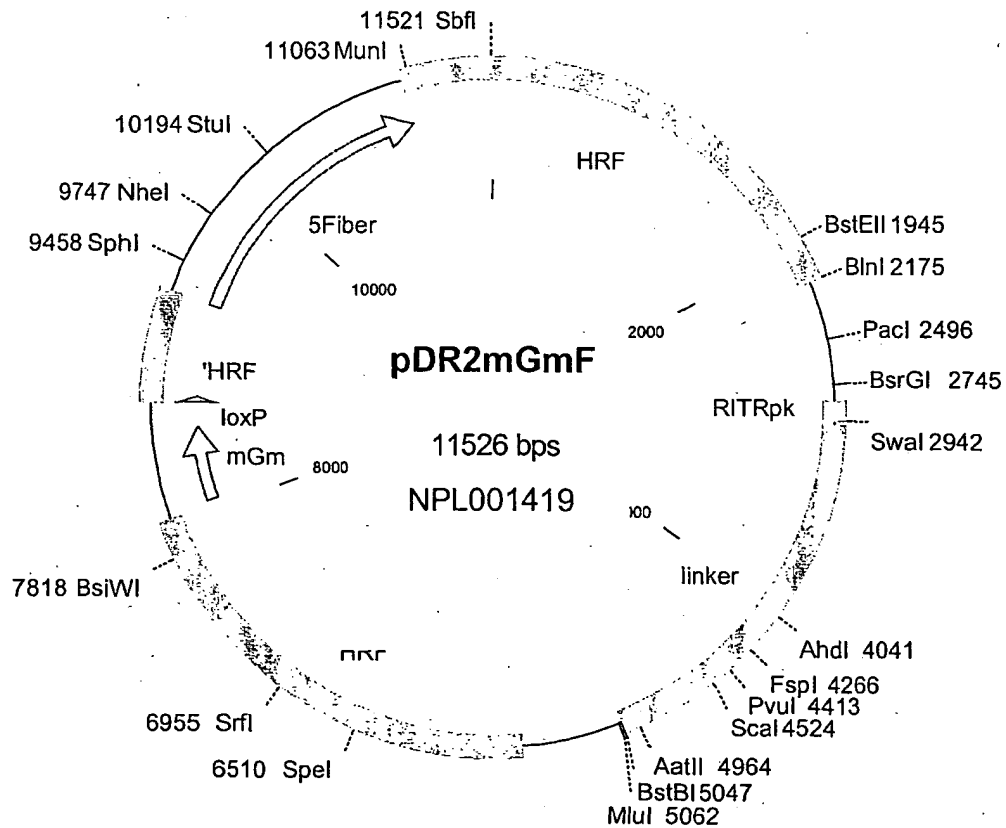 11521 SbfI
11063 MunI
10194 StuI
HRF
9747 NheI
BstEII 1945
5Fiber
9458 SphI
BlnI 2175
10000
2000
PacI 2496
pDR2mGmF
'HRF
BsrGI 2745
RITRpk
loxP
11526 bps
SwaI 2942
mGm
8000
NPL001419
linker
7818 BsiWI
AhdI 4041
FspI 4266
PvuI 4413
6955 SrfI
ScaI 4524
6510 SpeI
AatII 4964
BstBI 5047
MluI 5062